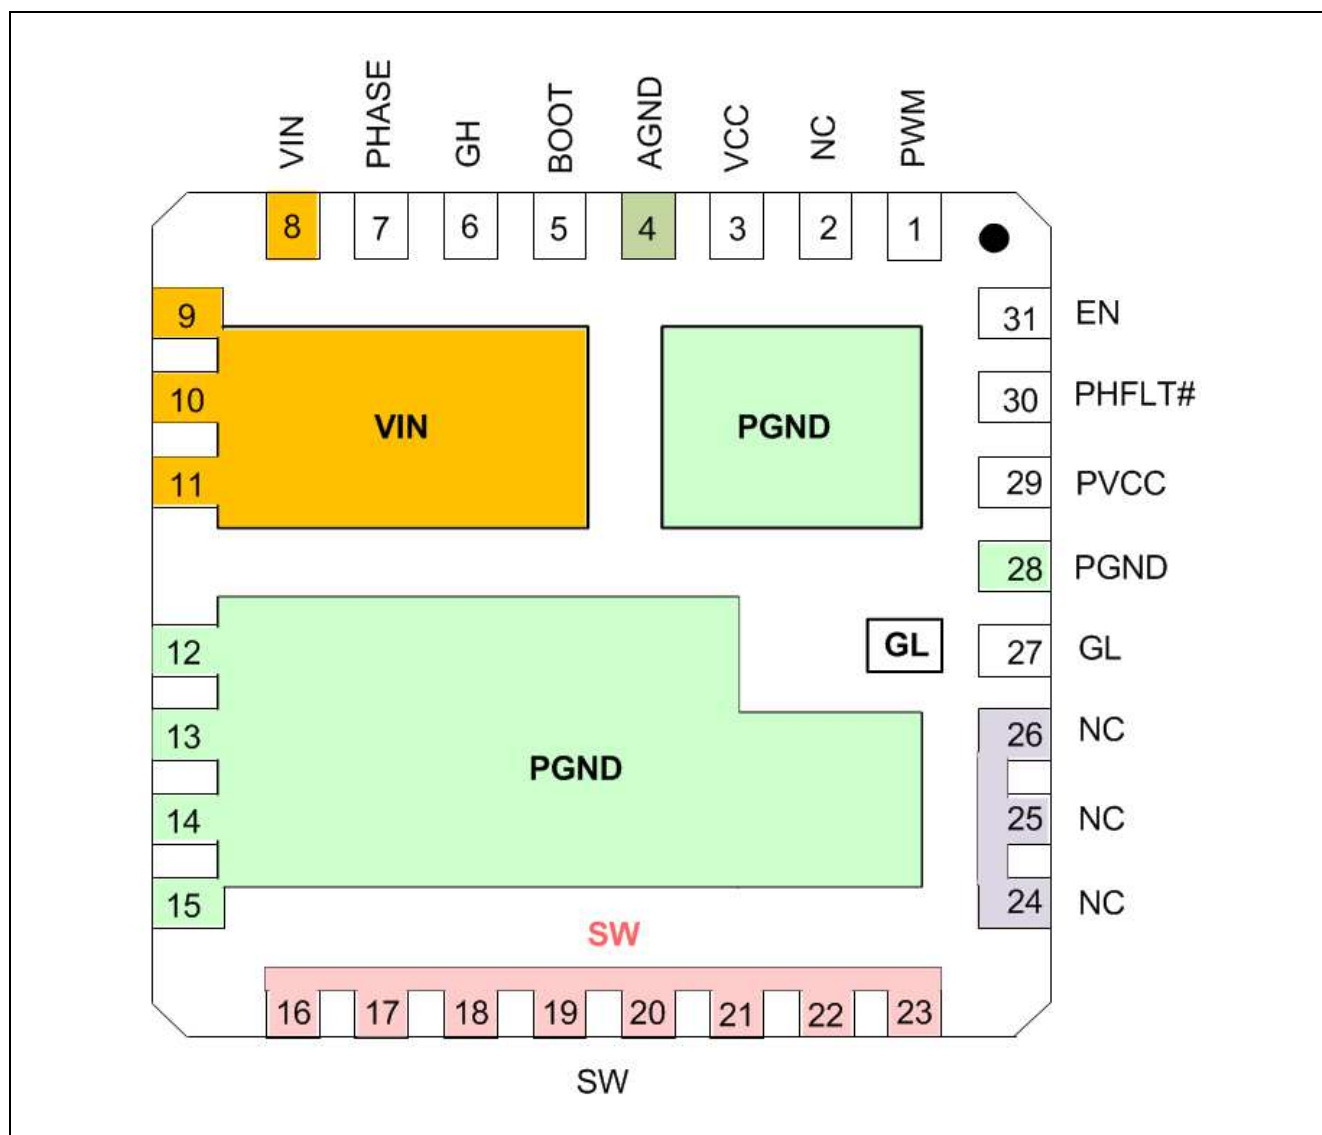 VIN PHASE GH BOOT AGND VCC NC PWM
8 7 6 5 4 3 2 1
9
31 EN
10
30 PHFLT#
VIN
PGND
11
29 PVCC
28 PGND
12
GL
27 GL
13
26 NC
PGND
14
25 NC
15
24 NC
SW
16 17 18 19 20 21 22 23
SW